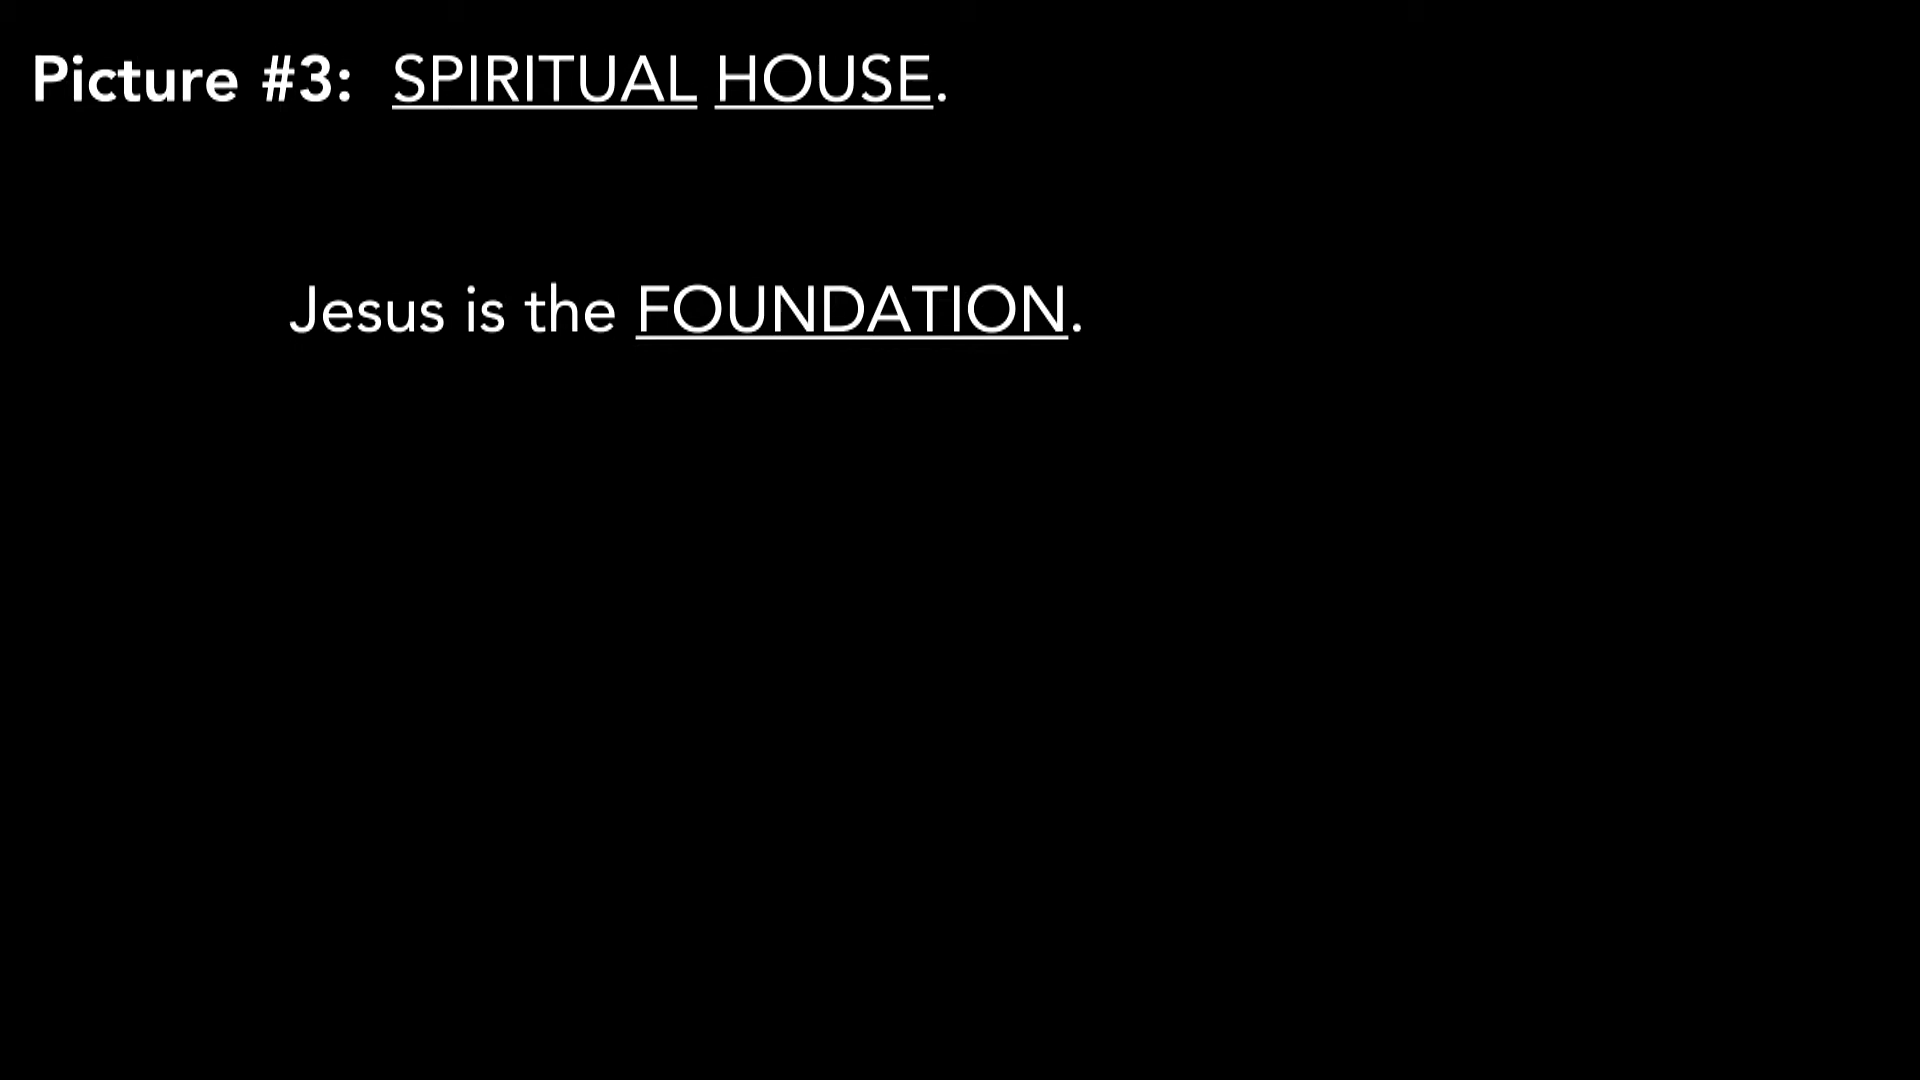 Picture #3: SPIRITUAL HOUSE.
Jesus is the FOUNDATION.